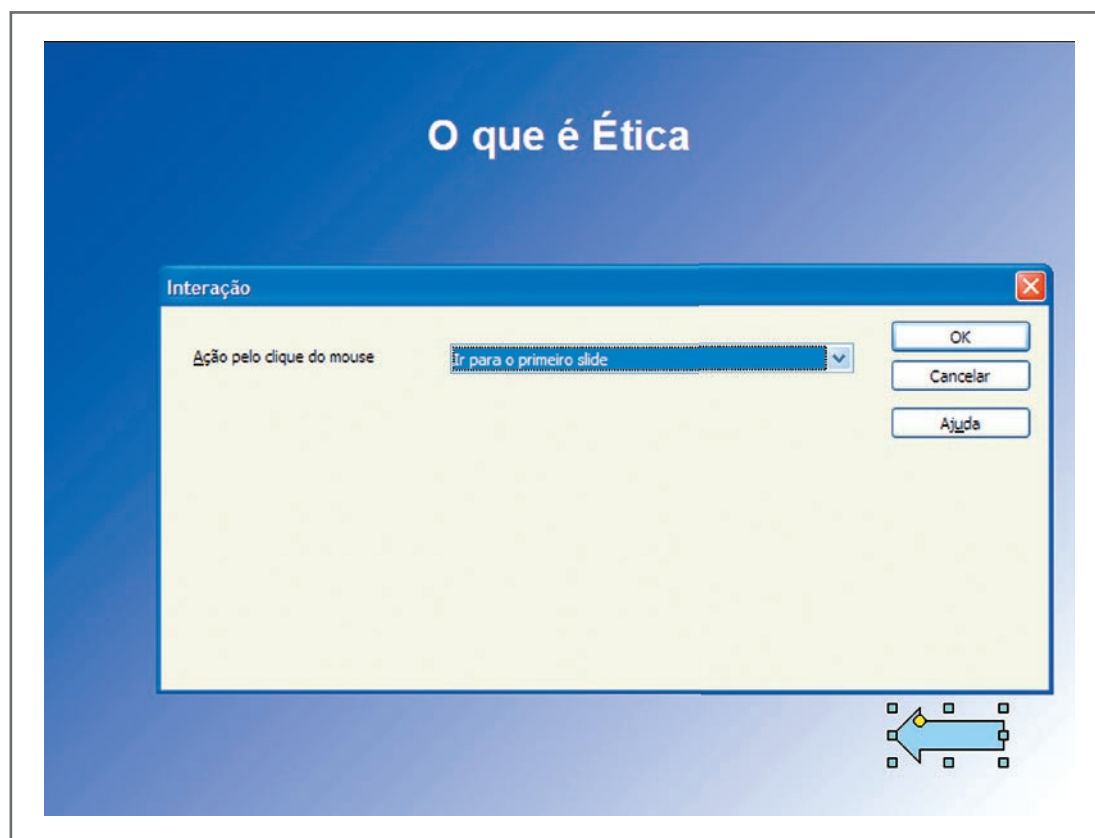 O que é Ética
Interação
Ação pelo clique do mouse
Ir para o primeiro slide
OK
Cancelar
Ajuda